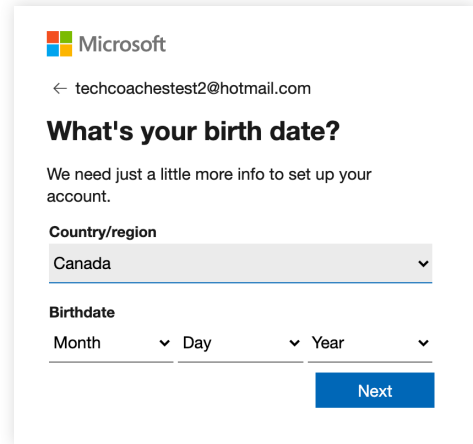 Microsoft
← techcoachestest2@hotmail.com
What's your birth date?
We need just a little more info to set up your
account.
Country/region
Canada
Birthdate
Month Day Year
Next